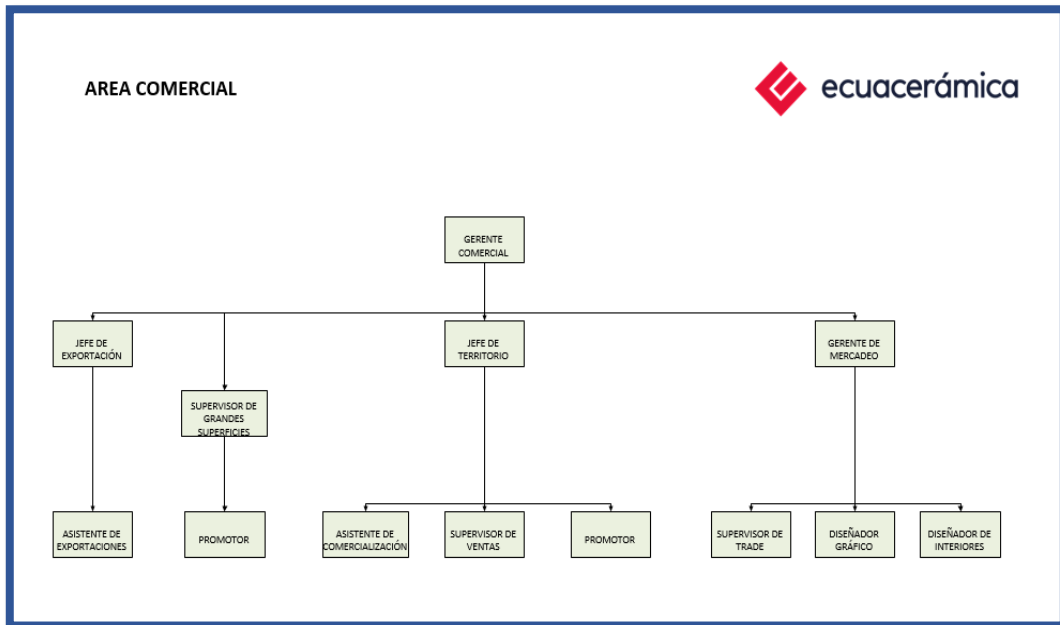 AREA COMERCIAL
ecuacerámica
GERENTE
COMERCIAL
JEFE DE
EXPORTACIÓN
JEFE DE
TERRITORIO
GERENTE DE
MERCADEO
SUPERVISOR DE
GRANDES
SUPERFICIES
ASISTENTE DE
EXPORTACIONES
PROMOTOR
ASISTENTE DE
COMERCIALIZACIÓN
SUPERVISOR DE
VENTAS
PROMOTOR
SUPERVISOR DE
TRADE
DISEÑADOR
GRÁFICO
DISEÑADOR DE
INTERIORES